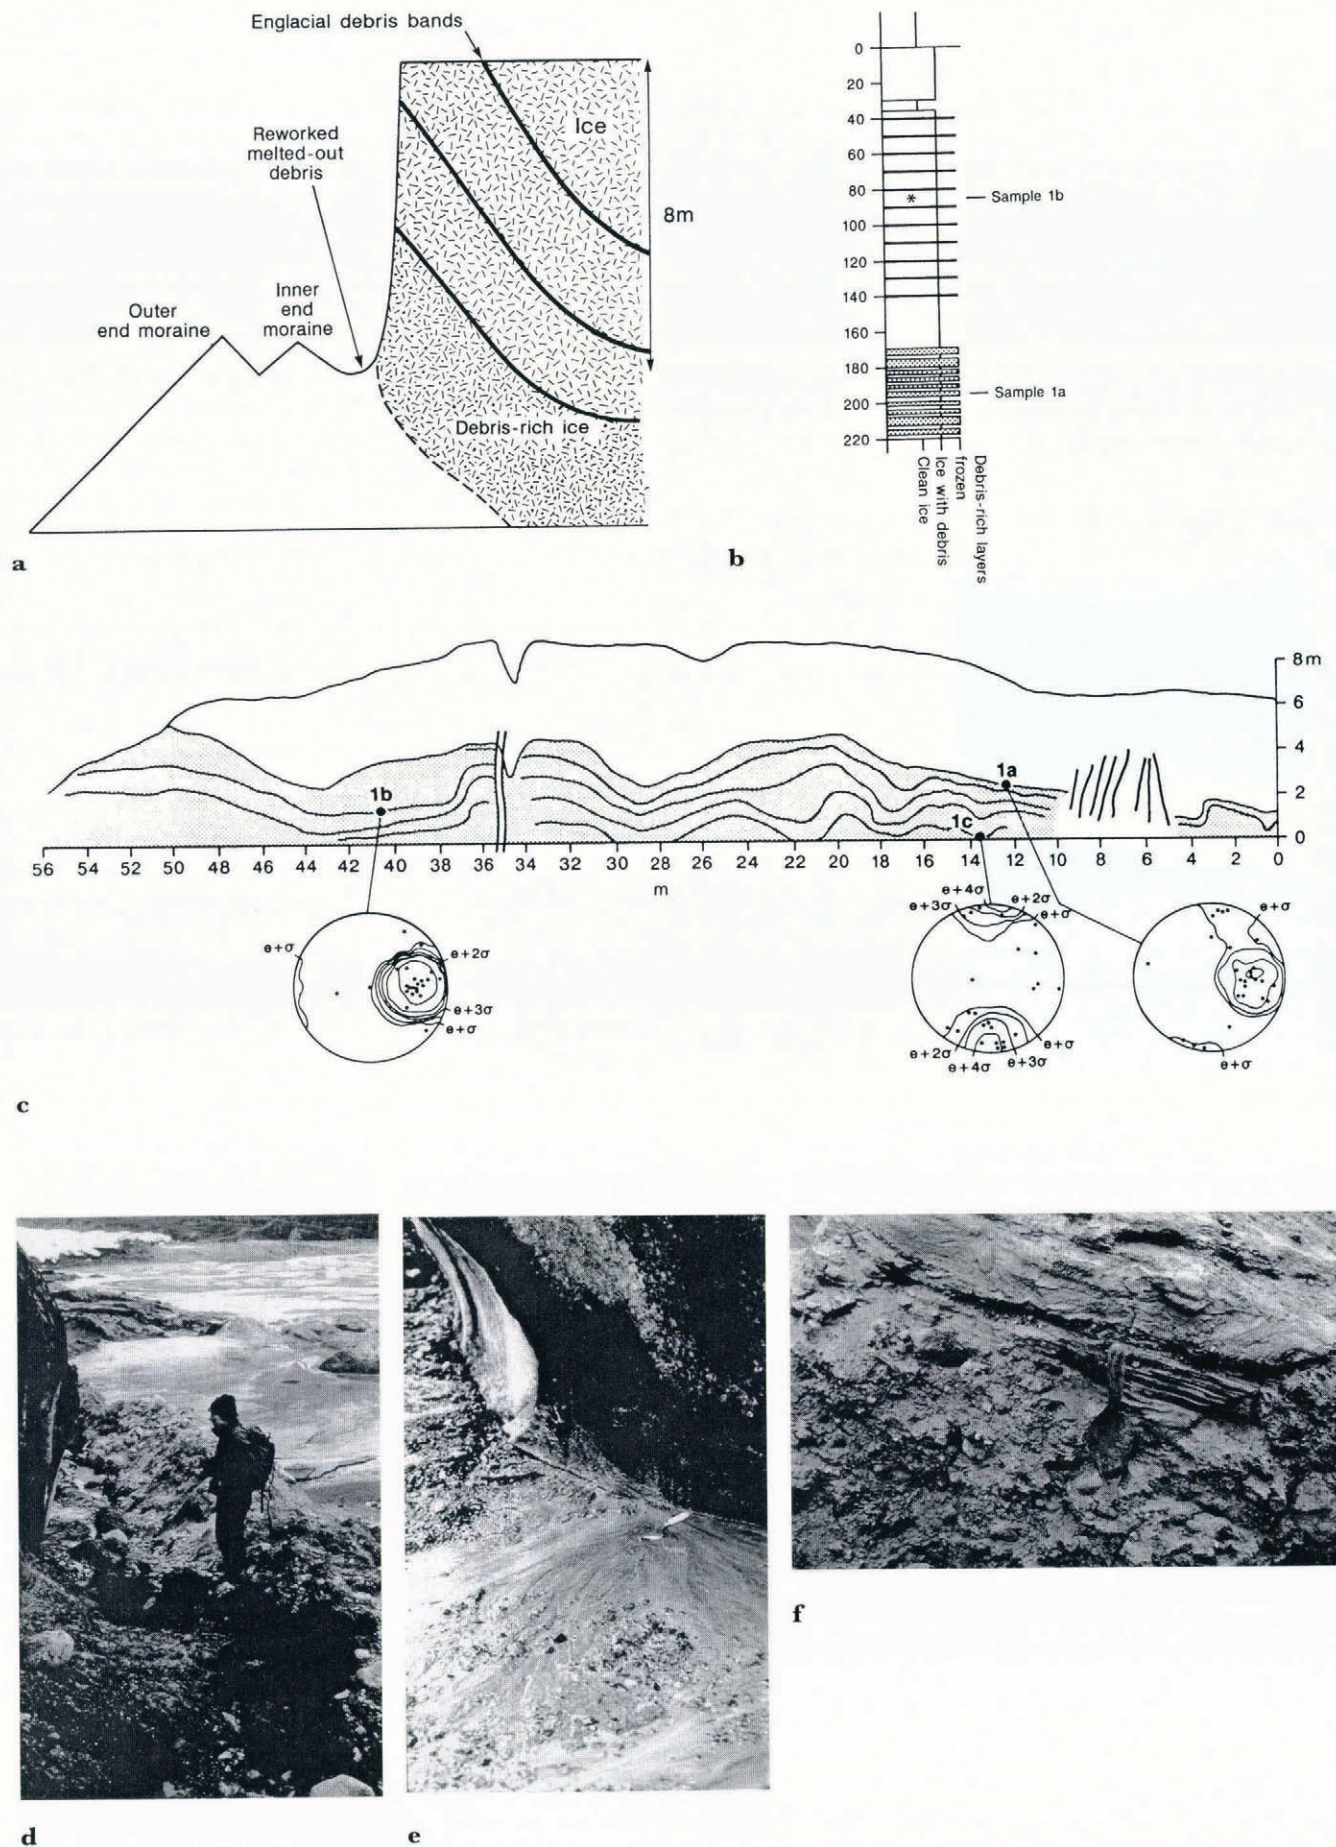 Englacial debris bands
Ice
Reworked
melted-out
debris
8m
Outer
end moraine
Inner
end
moraine
Debris-rich ice
a
0
20
40
60
80
*
Sample 1b
100
120
140
160
180
Sample 1a
200
220
Clean ice
Ice with debris
frozen
Debris-rich layers
b
8m
6
4
2
0
1a
1b
1c
56 54 52 50 48 46 44 42 40 38 36 34 32 30 28 26 24 22 20 18 16 14 12 10 8 6 4 2 0
m
e+σ
e+2σ
e+3σ
e+σ
e+4σ
e+3σ
e+2σ
e+σ
e+2σ
e+4σ
e+3σ
e+σ
e+σ
e+σ
c
d
e
f